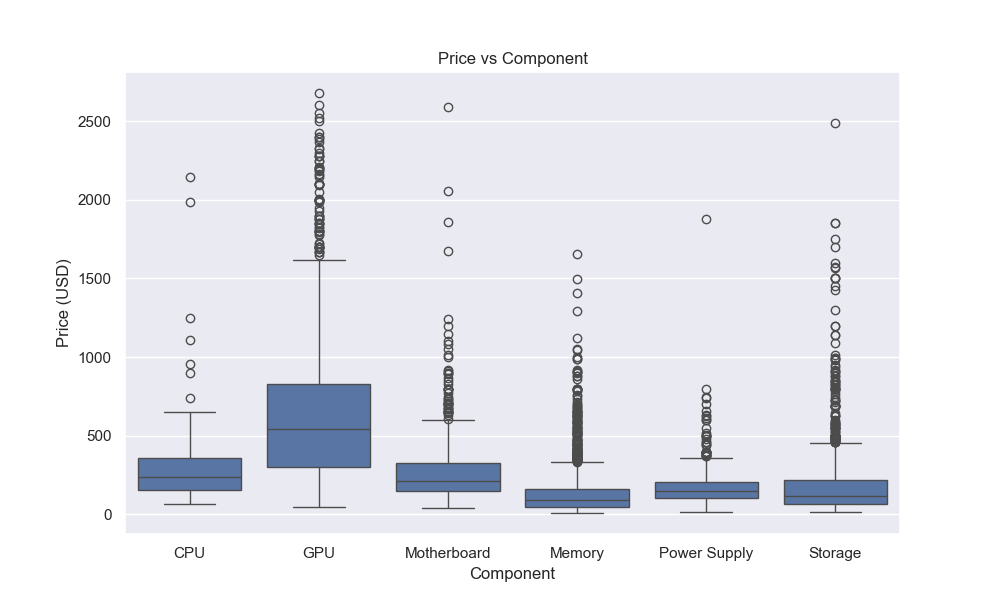 Price vs Component
Price (USD)
2500
2000
1500
1000
500
0
CPU GPU Motherboard Memory Power Supply Storage
Component